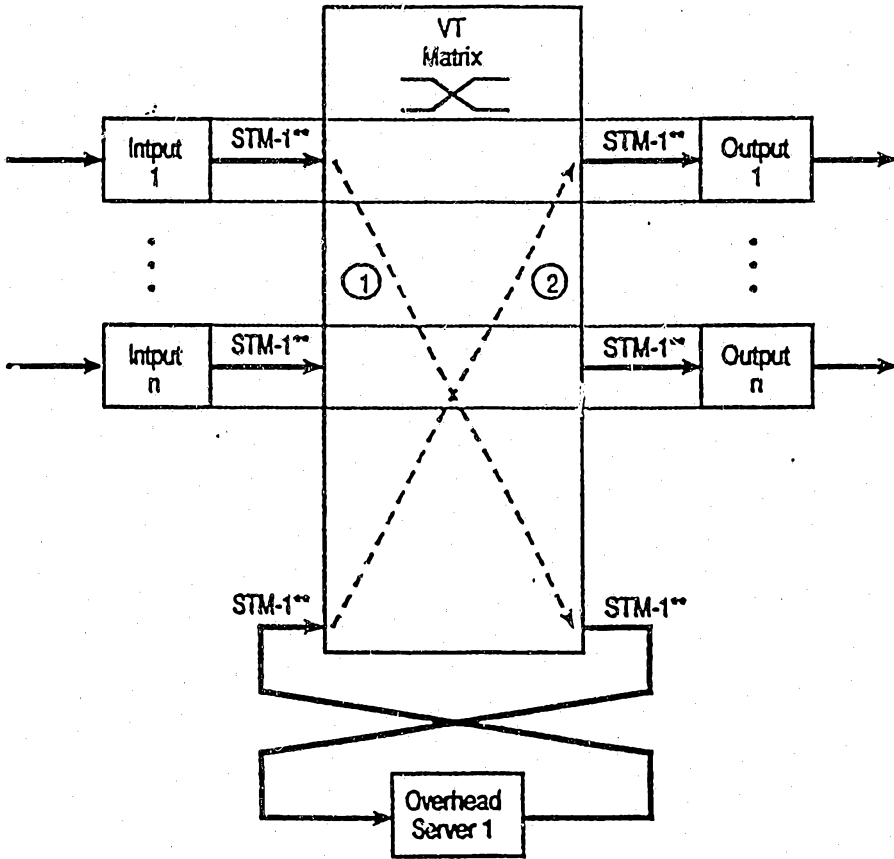 VT
Matrix
Intput
1
STM-1**
STM-1**
Output
1
1
2
Intput
n
STM-1**
STM-1**
Output
n
STM-1**
STM-1**
Overhead
Server 1